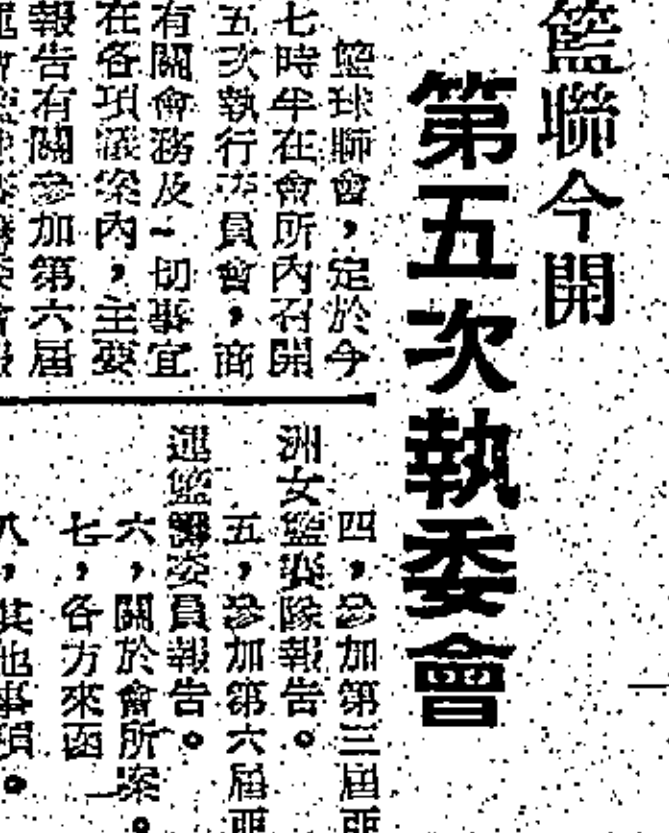 籃聯今開
第五次執委會
籃球聯會，定於今
七時半在會所內召開
五次執行委員會，商
有關會務及一切事宜
在各項議案內，主要
報告有關參加第六屆
四，參加第三屆亞
洲女籃賽隊報告。
五，參加第六屆亞
運籃賽委員報告。
六，關於會所案。
七，各方來函
八，其他事項。